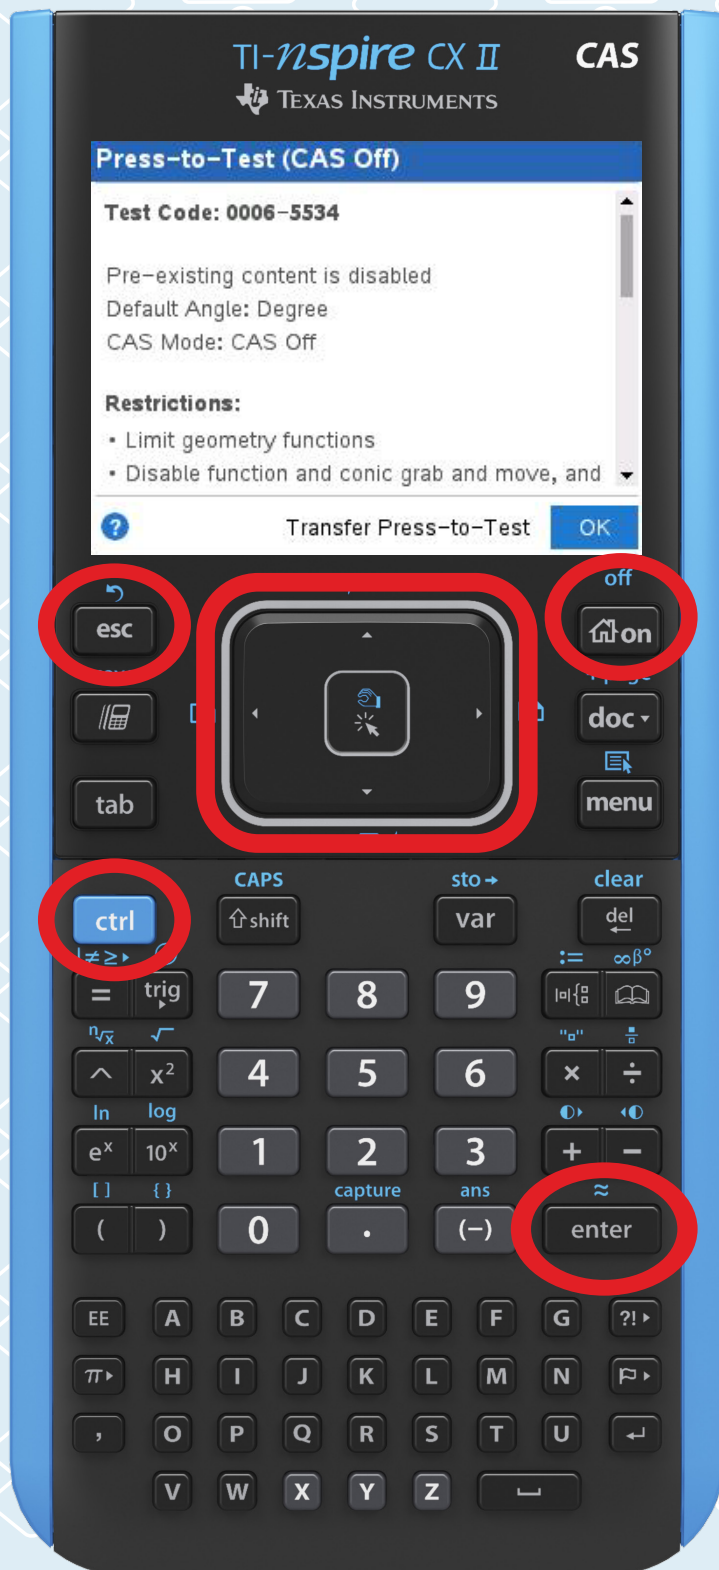 TI-nspire CX II CAS
TEXAS INSTRUMENTS
Press-to-Test (CAS Off)
Test Code: 0006-5534
Pre-existing content is disabled
Default Angle: Degree
CAS Mode: CAS Off
Restrictions:
• Limit geometry functions
• Disable function and conic grab and move, and
? Transfer Press-to-Test OK
off
esc on
doc
tab menu
CAPS sto→ clear
ctrl shift var del
≠≥▸ := ∞β°
= trig 7 8 9
ⁿ√x √ "▫"
^ x² 4 5 6 × ÷
ln log
eˣ 10ˣ 1 2 3 + −
[ ] { } capture ans ≈
( ) 0 . (−) enter
EE A B C D E F G ?!▸
π▸ H I J K L M N
, O P Q R S T U
V W X Y Z